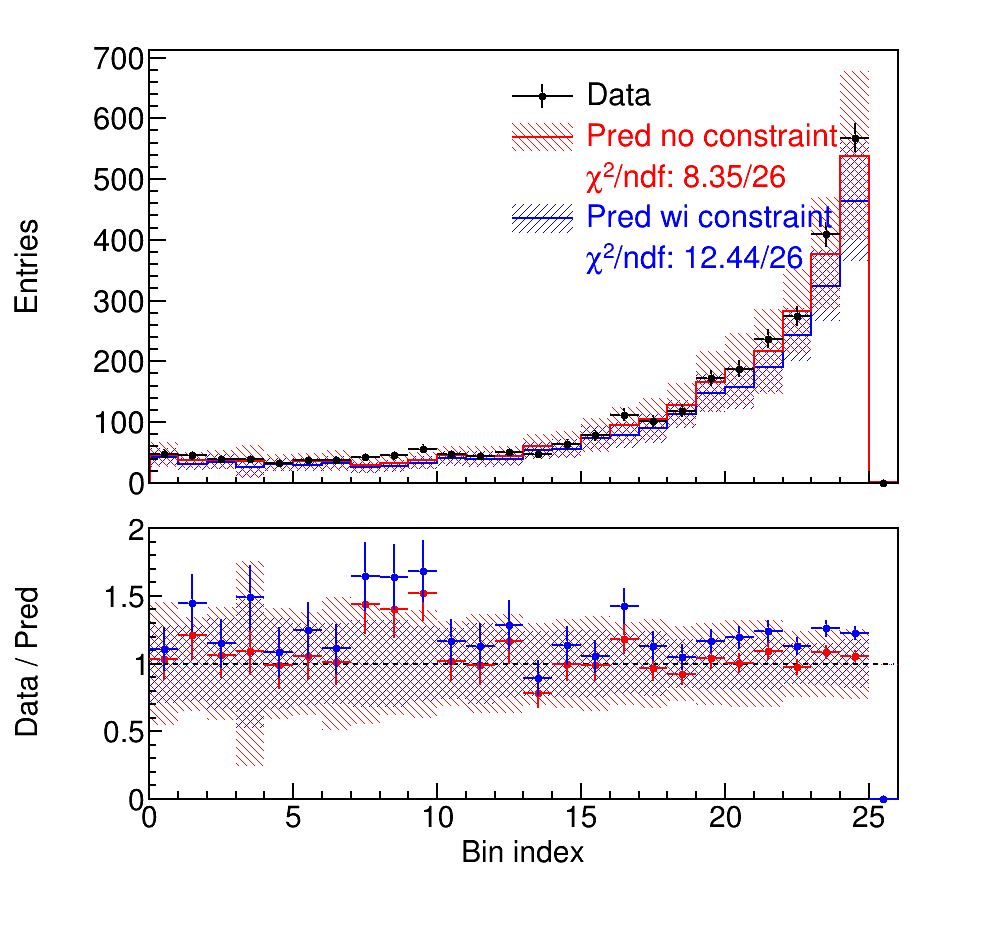 700
600
500
400
300
200
100
0
Entries
Data
Pred no constraint
χ²/ndf: 8.35/26
Pred wi constraint
χ²/ndf: 12.44/26
2
1.5
1
0.5
0
Data / Pred
0 5 10 15 20 25
Bin index